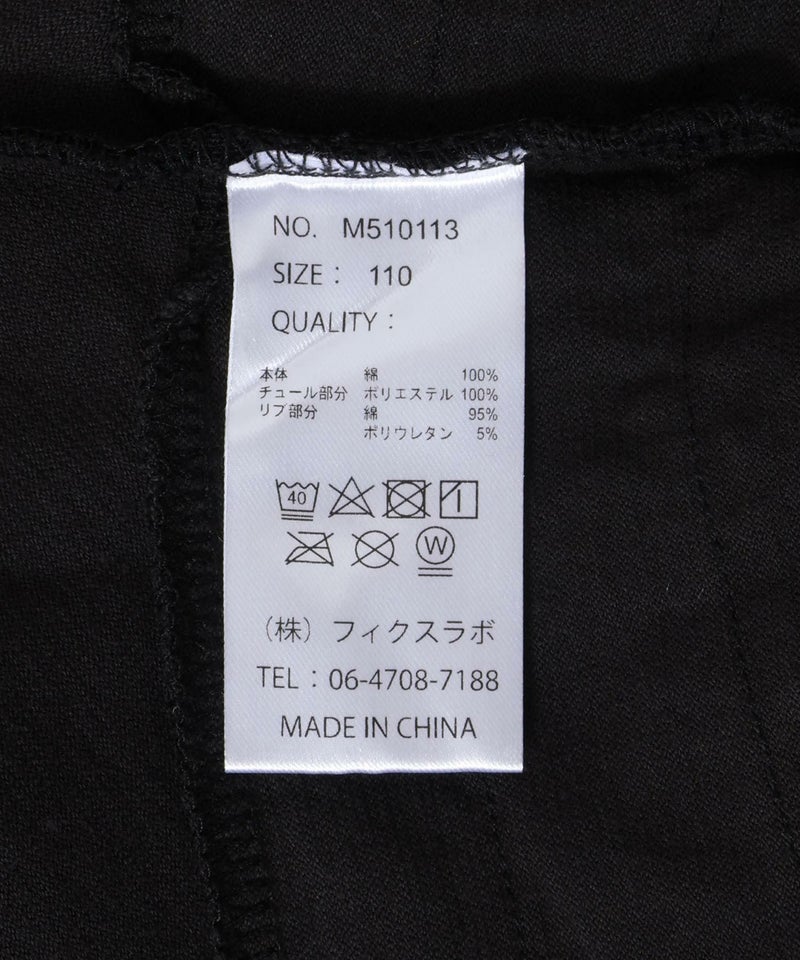 NO. M510113
SIZE： 110
QUALITY：
本体 綿 100%
チュール部分 ポリエステル 100%
リブ部分 綿 95%
ポリウレタン 5%
40
W
（株）フィクスラボ
TEL：06-4708-7188
MADE IN CHINA